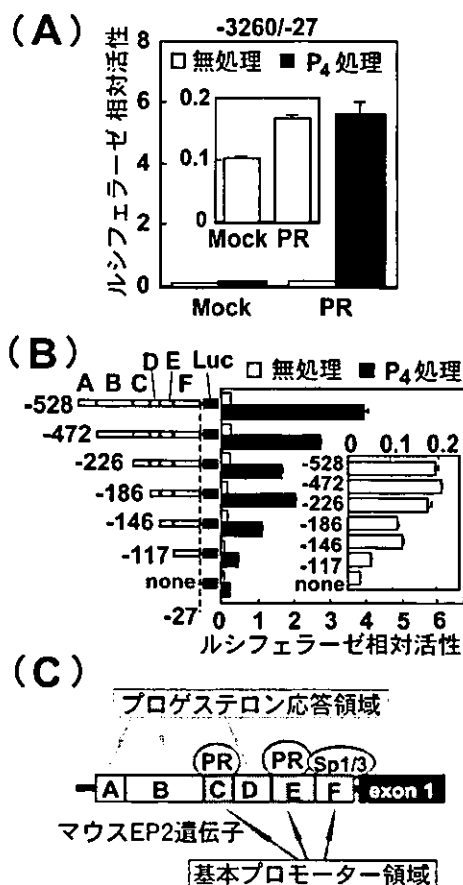 (A)
-3260/-27
ルシフェラーゼ相対活性
8
6
4
2
0
無処理 P4 処理
0.2
0.1
0
Mock PR
Mock PR
(B)
D E Luc
A B C F
無処理 P4 処理
-528
-472
-226
-186
-146
-117
none
-27
0 0.1 0.2
-528
-472
-226
-186
-146
-117
none
0 1 2 3 4 5 6
ルシフェラーゼ相対活性
(C)
プロゲステロン応答領域
PR PR Sp1/3
A B C D E F exon 1
マウスEP2遺伝子
基本プロモーター領域